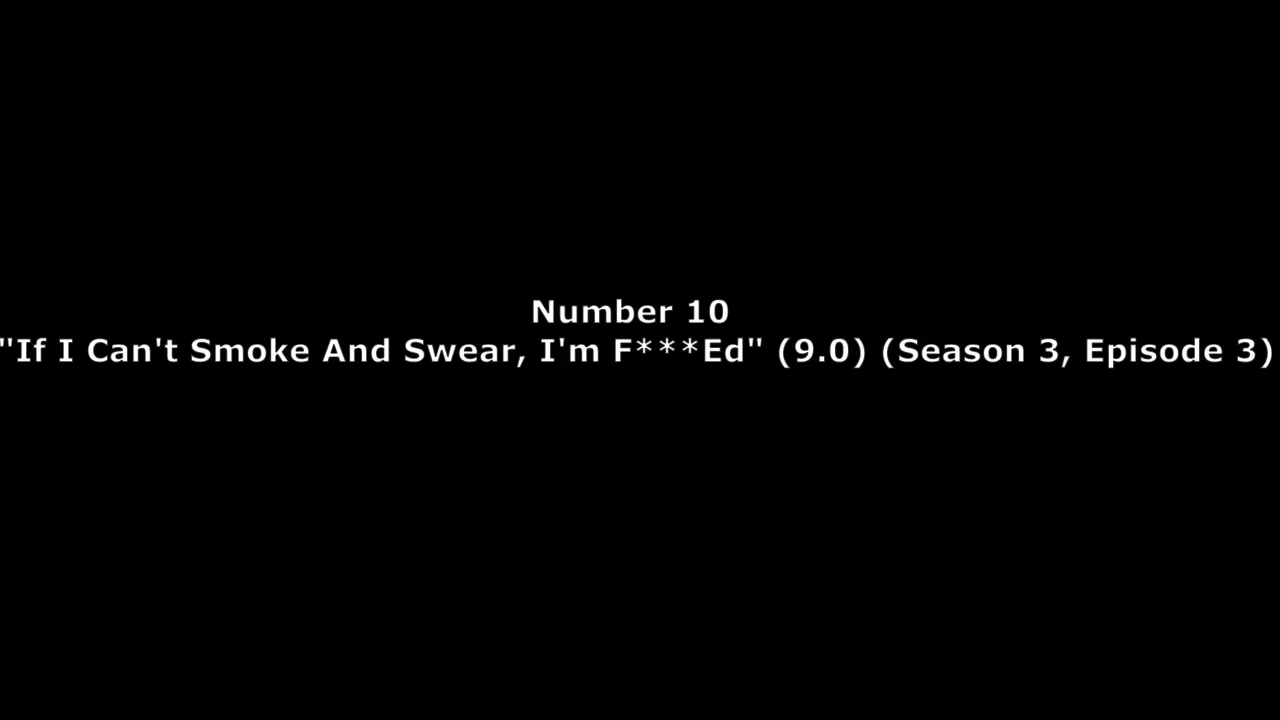 Number 10
"If I Can't Smoke And Swear, I'm F***Ed" (9.0) (Season 3, Episode 3)